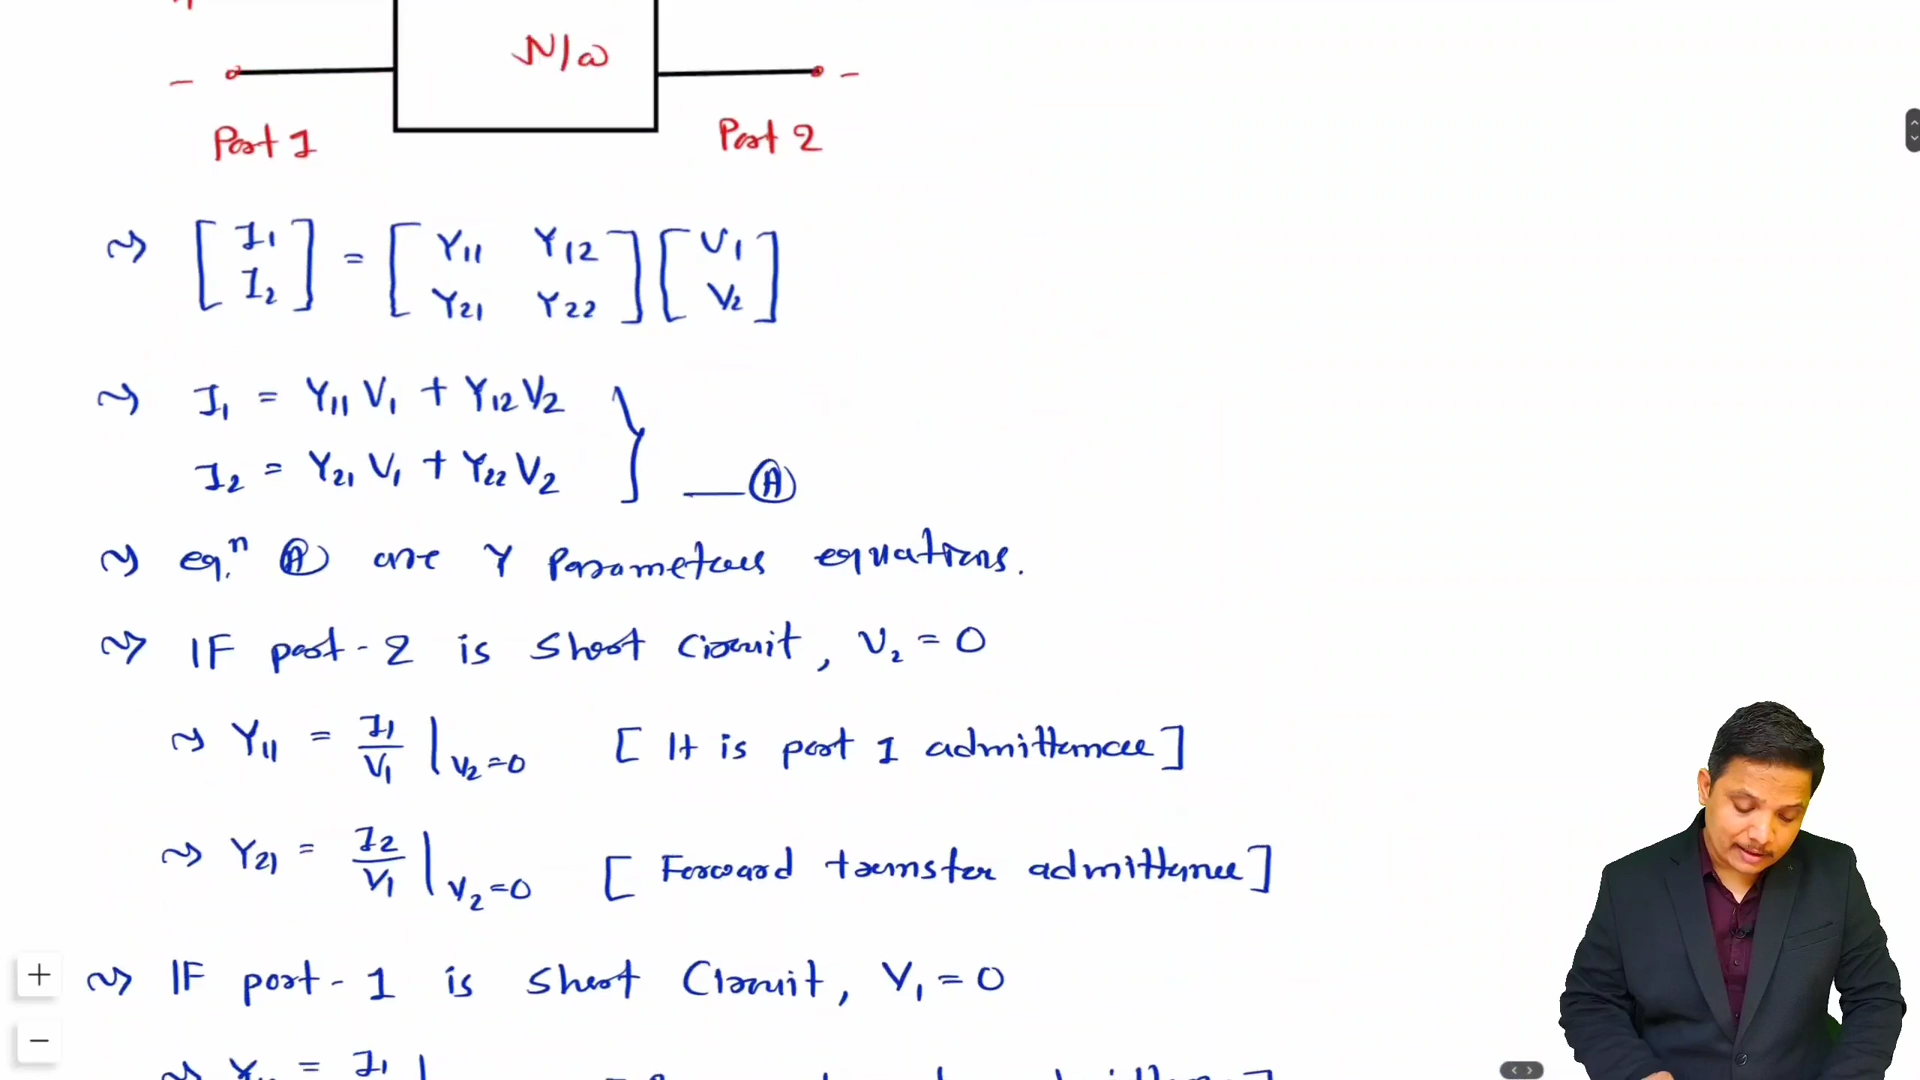 N/ω
Port 1
Port 2
[ I1 I2 ] = [ Y11 Y12 Y21 Y22 ] [ V1 V2 ]
I1 = Y11 V1 + Y12 V2
I2 = Y21 V1 + Y22 V2 } — Ⓐ
eq.n Ⓐ are Y Parameters equations.
IF port-2 is short Circuit, V2 = 0
Y11 = I1/V1 | V2=0 [ It is port 1 admittance ]
Y21 = I2/V1 | V2=0 [ Forward transfer admittance ]
IF port-1 is short Circuit, V1 = 0